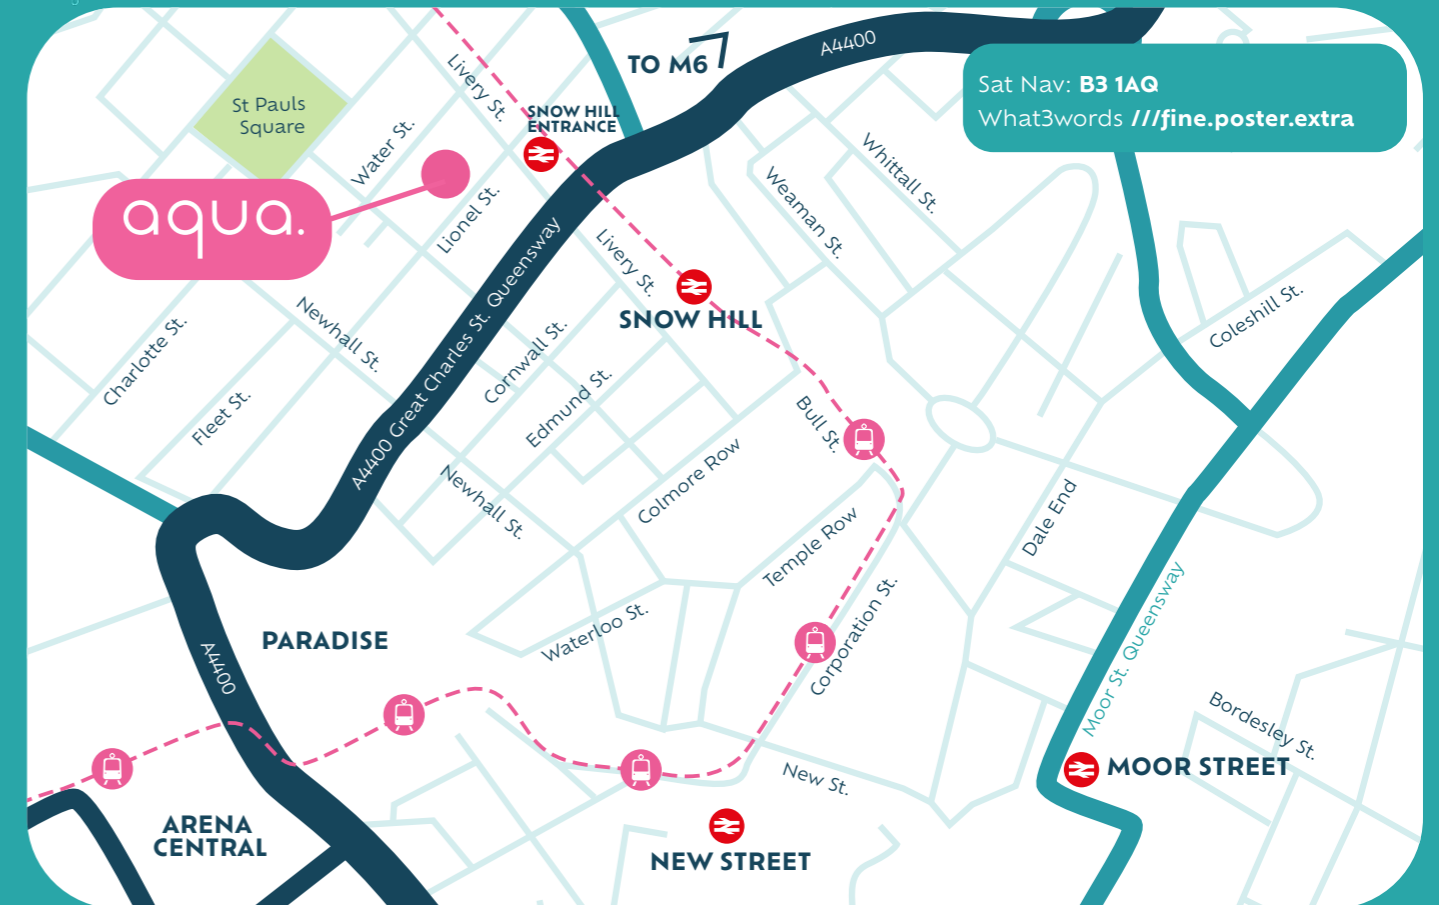 TO M6
A4400
Sat Nav: B3 1AQ
What3words ///fine.poster.extra
St Pauls
Square
Livery St.
SNOW HILL
ENTRANCE
Water St.
Lionel St.
aqua.
Whittall St.
Weaman St.
Livery St.
SNOW HILL
A4400 Great Charles St. Queensway
Newhall St.
Charlotte St.
Fleet St.
Cornwall St.
Edmund St.
Coleshill St.
Bull St.
Newhall St.
Colmore Row
Temple Row
Dale End
Waterloo St.
Corporation St.
Moor St. Queensway
PARADISE
A4400
Bordesley St.
MOOR STREET
New St.
ARENA
CENTRAL
NEW STREET